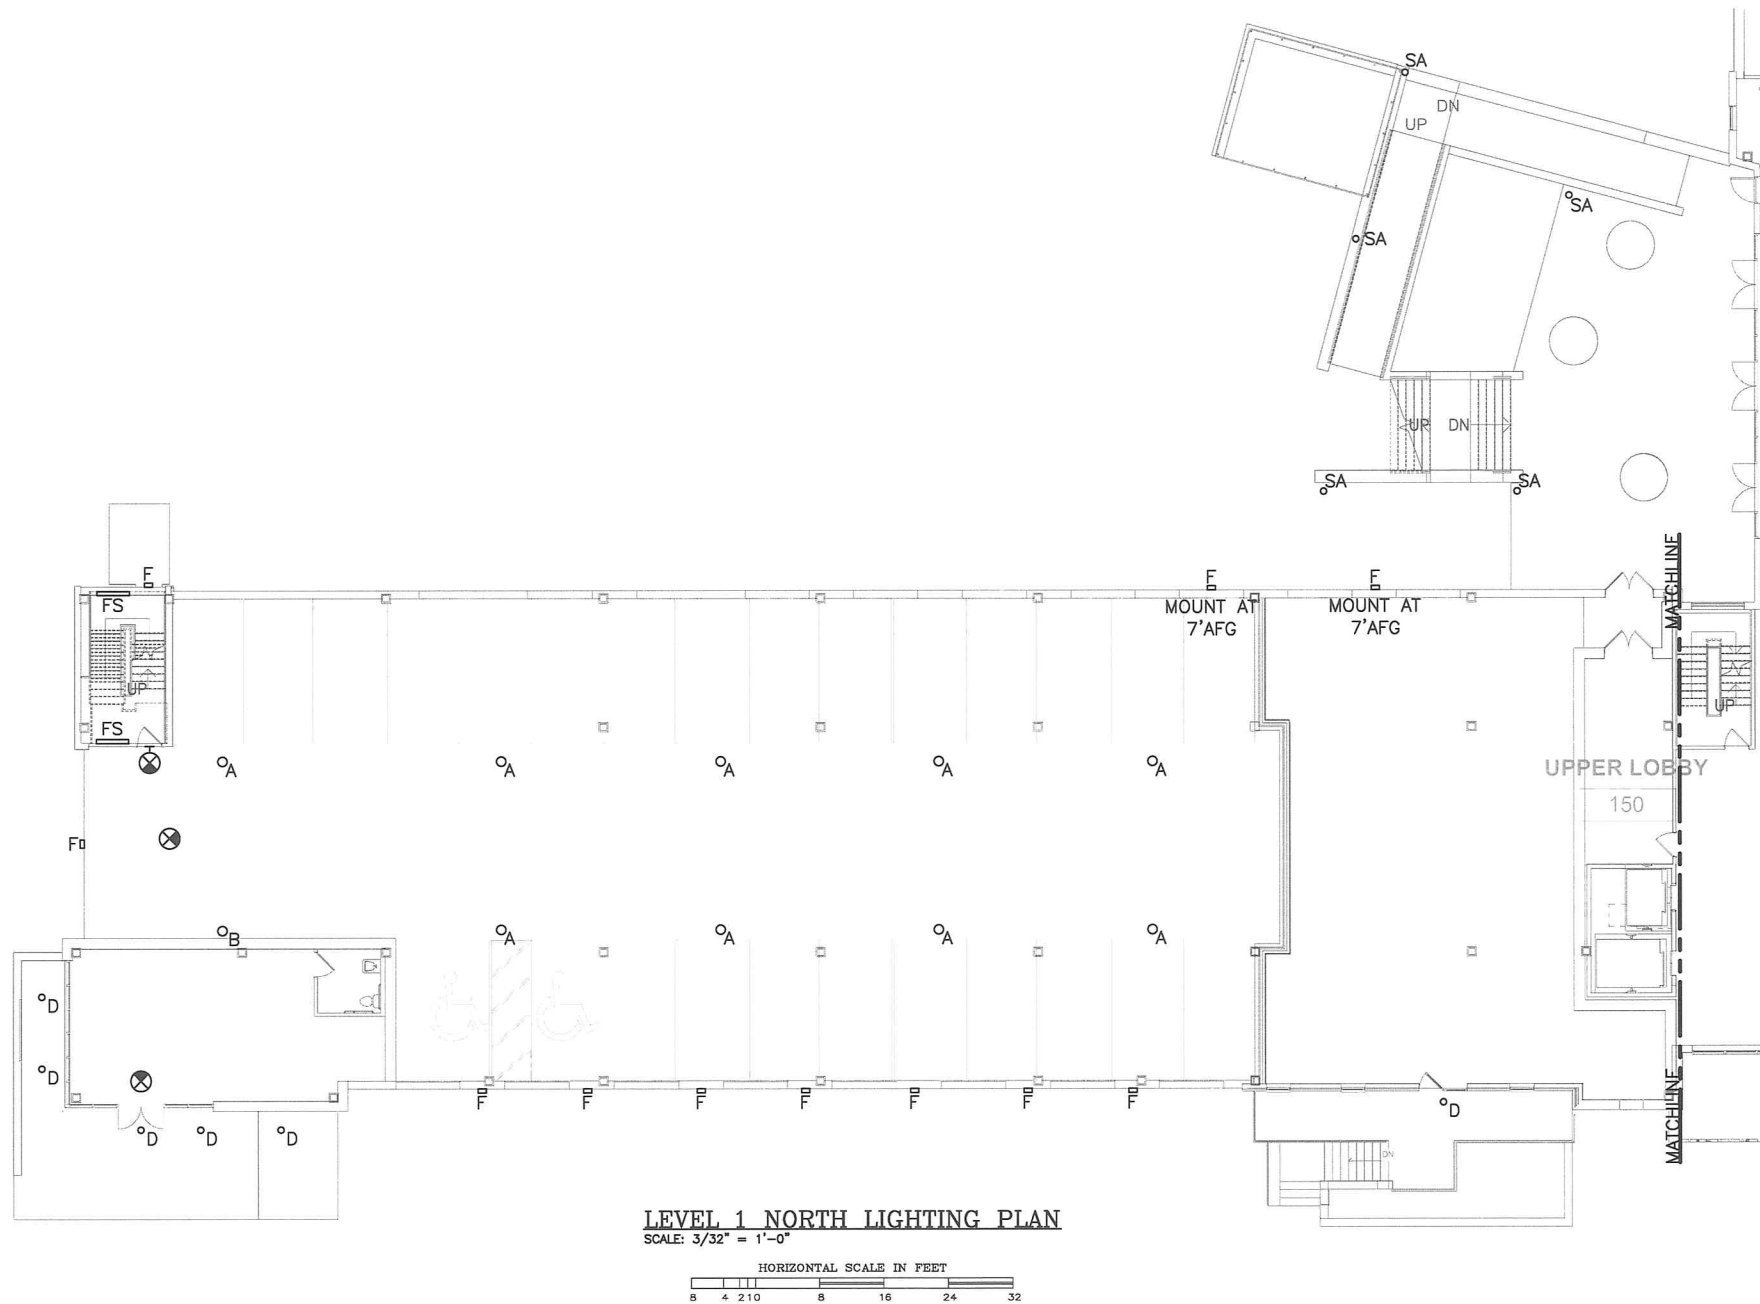 SA
DN
UP
SA
SA
UP DN
SA SA
MATCHLINE
F F F
FS MOUNT AT MOUNT AT
7'AFG 7'AFG
UP
UP
FS
A A A A A
UPPER LOBBY
150
F
B A A A A
D
D
F F F F F F F
D
MATCHLINE
D D D
DN
LEVEL 1 NORTH LIGHTING PLAN
SCALE: 3/32" = 1'-0"
HORIZONTAL SCALE IN FEET
8 4 2 1 0 8 16 24 32